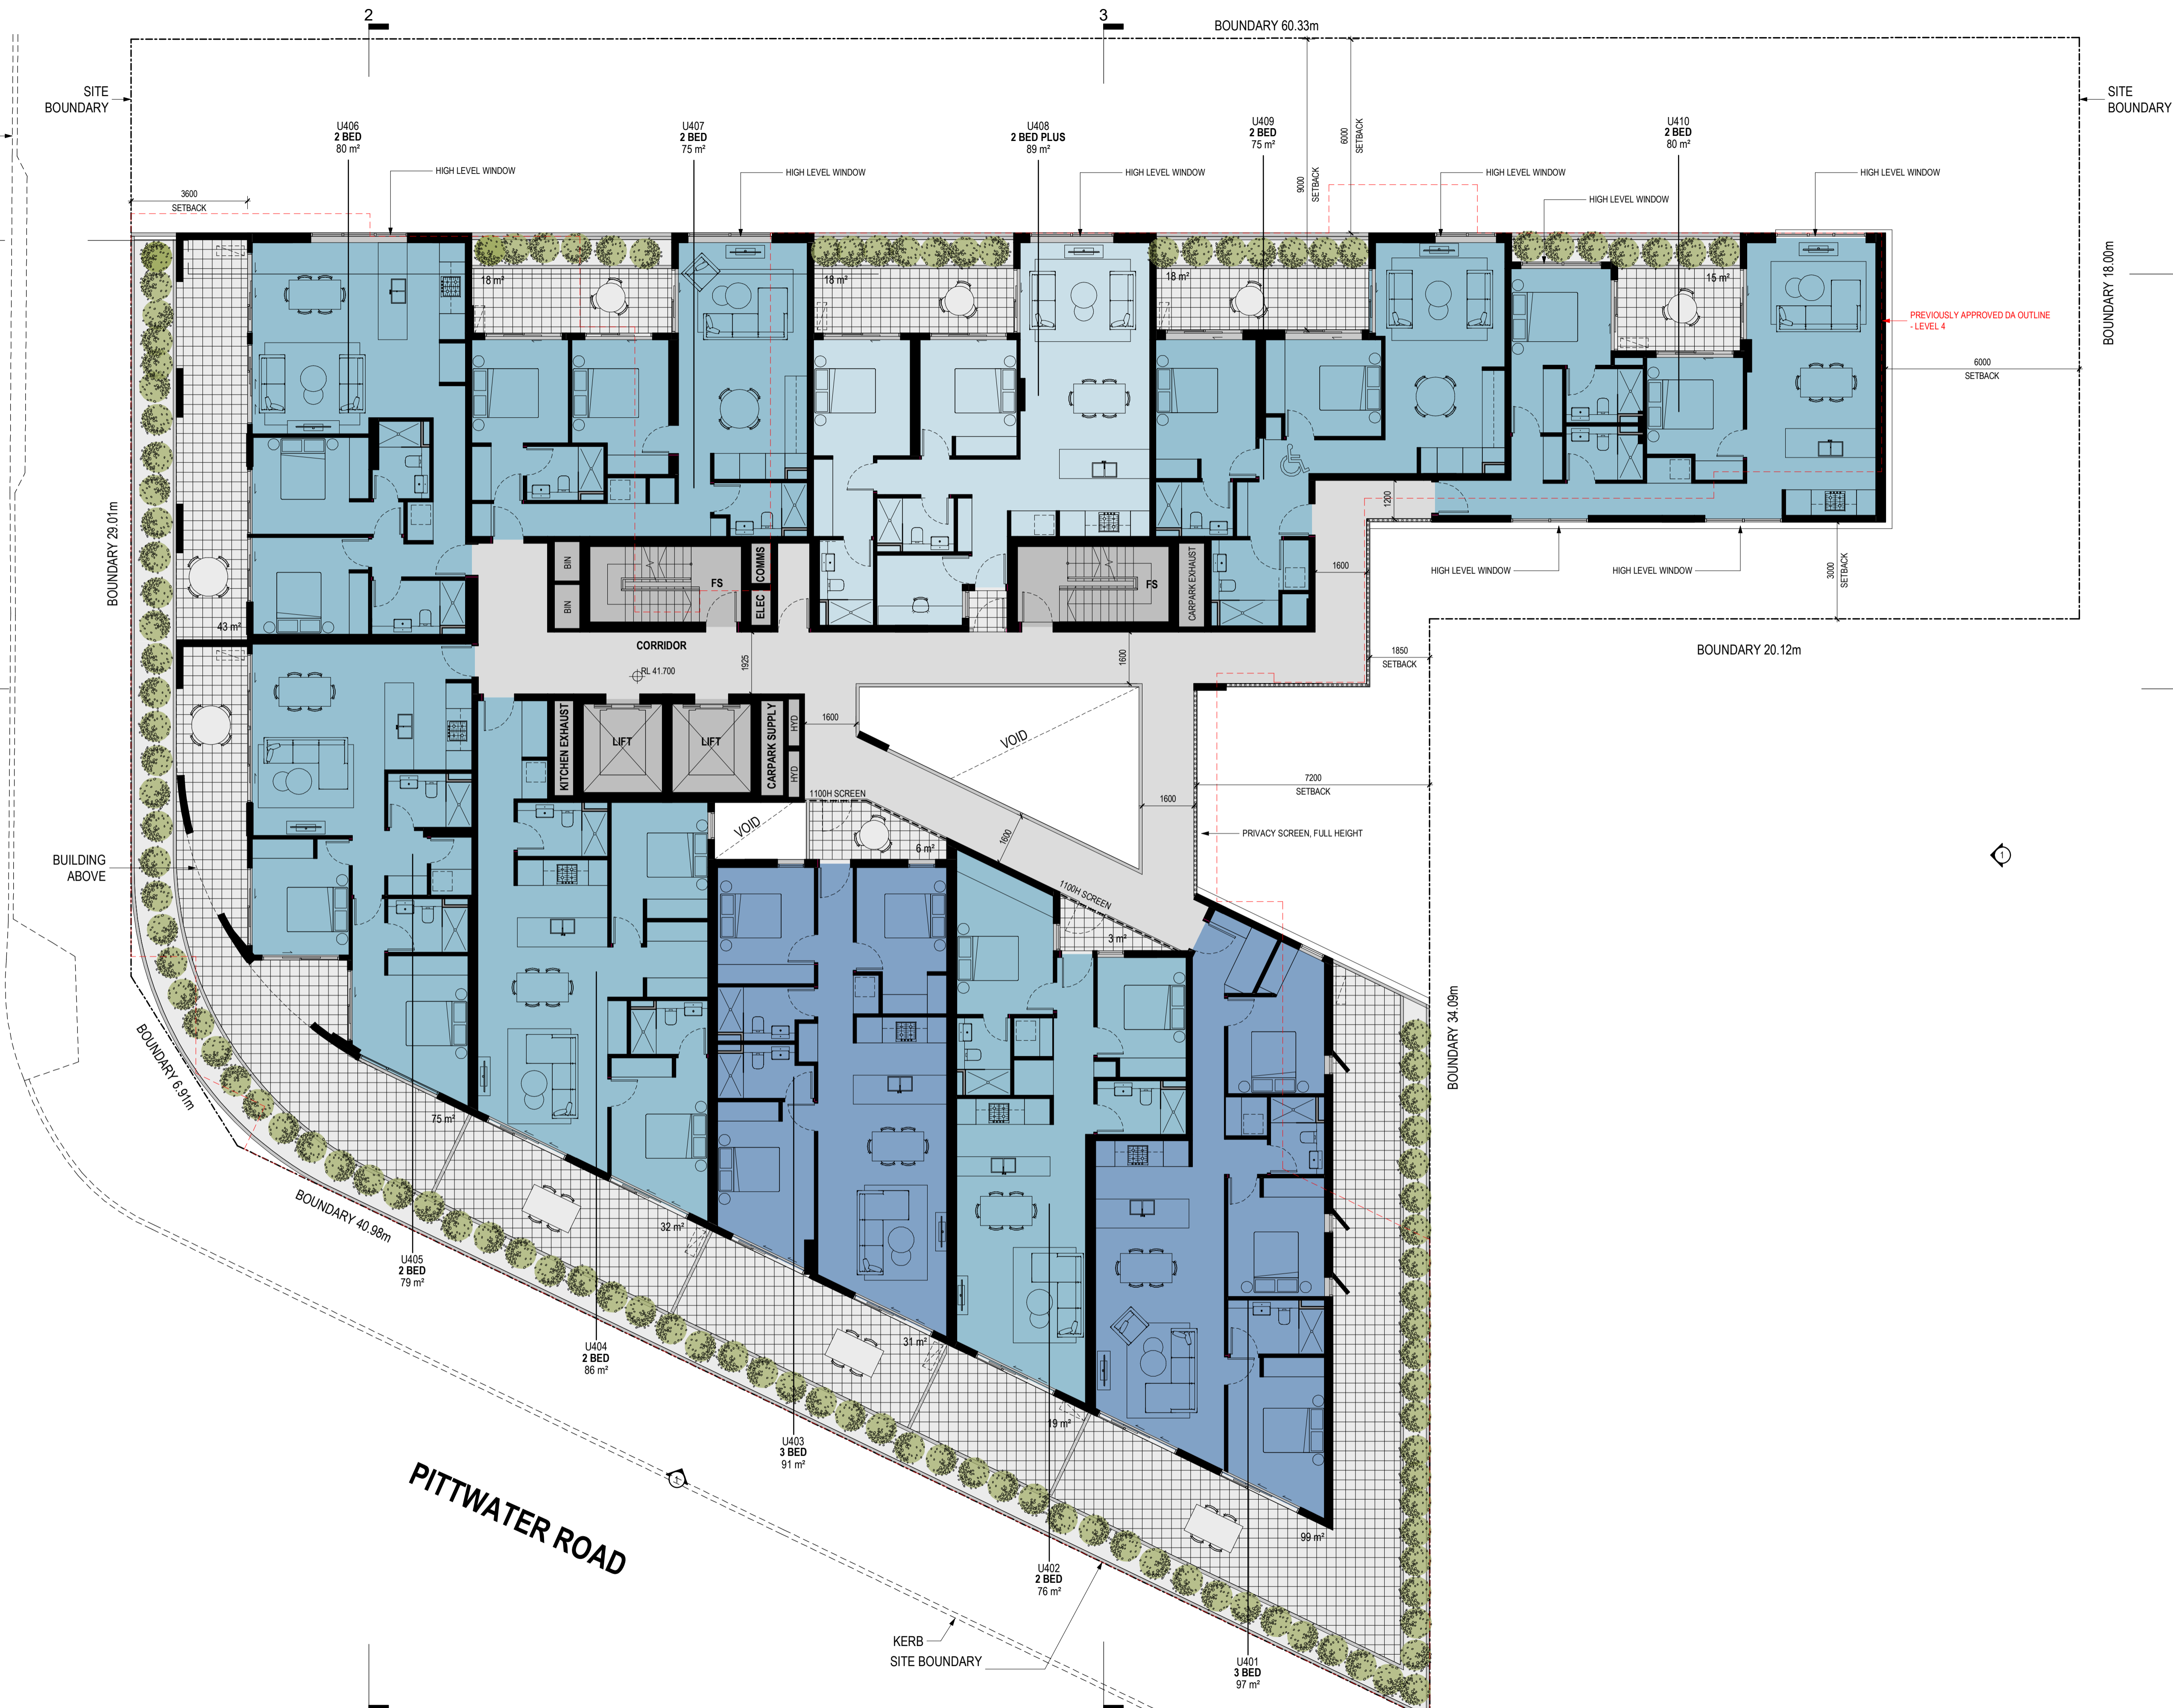 2
3
BOUNDARY 60.33m
SITE
BOUNDARY
SITE
BOUNDARY
U406
2 BED
80 m²
U407
2 BED
75 m²
U408
2 BED PLUS
89 m²
U409
2 BED
75 m²
U410
2 BED
80 m²
6000
SETBACK
9000
SETBACK
HIGH LEVEL WINDOW
HIGH LEVEL WINDOW
HIGH LEVEL WINDOW
HIGH LEVEL WINDOW
HIGH LEVEL WINDOW
HIGH LEVEL WINDOW
3600
SETBACK
18 m²
18 m²
18 m²
15 m²
BOUNDARY 18.00m
PREVIOUSLY APPROVED DA OUTLINE
- LEVEL 4
6000
SETBACK
BOUNDARY 29.01m
1200
BIN
BIN
FS
COMMS
ELEC
FS
CARPARK EXHAUST
1600
HIGH LEVEL WINDOW
HIGH LEVEL WINDOW
3000
SETBACK
43 m²
CORRIDOR
RL 41.700
1925
1600
1850
SETBACK
BOUNDARY 20.12m
KITCHEN EXHAUST
LIFT
LIFT
CARPARK SUPPLY
HYD
HYD
1600
VOID
7200
SETBACK
1100H SCREEN
1600
VOID
1600
PRIVACY SCREEN, FULL HEIGHT
6 m²
BUILDING
ABOVE
1
1100H SCREEN
3 m²
BOUNDARY 34.09m
BOUNDARY 6.91m
75 m²
BOUNDARY 40.98m
32 m²
U405
2 BED
79 m²
31 m²
U404
2 BED
86 m²
19 m²
U403
3 BED
91 m²
PITTWATER ROAD
1
99 m²
U402
2 BED
76 m²
KERB
SITE BOUNDARY
U401
3 BED
97 m²